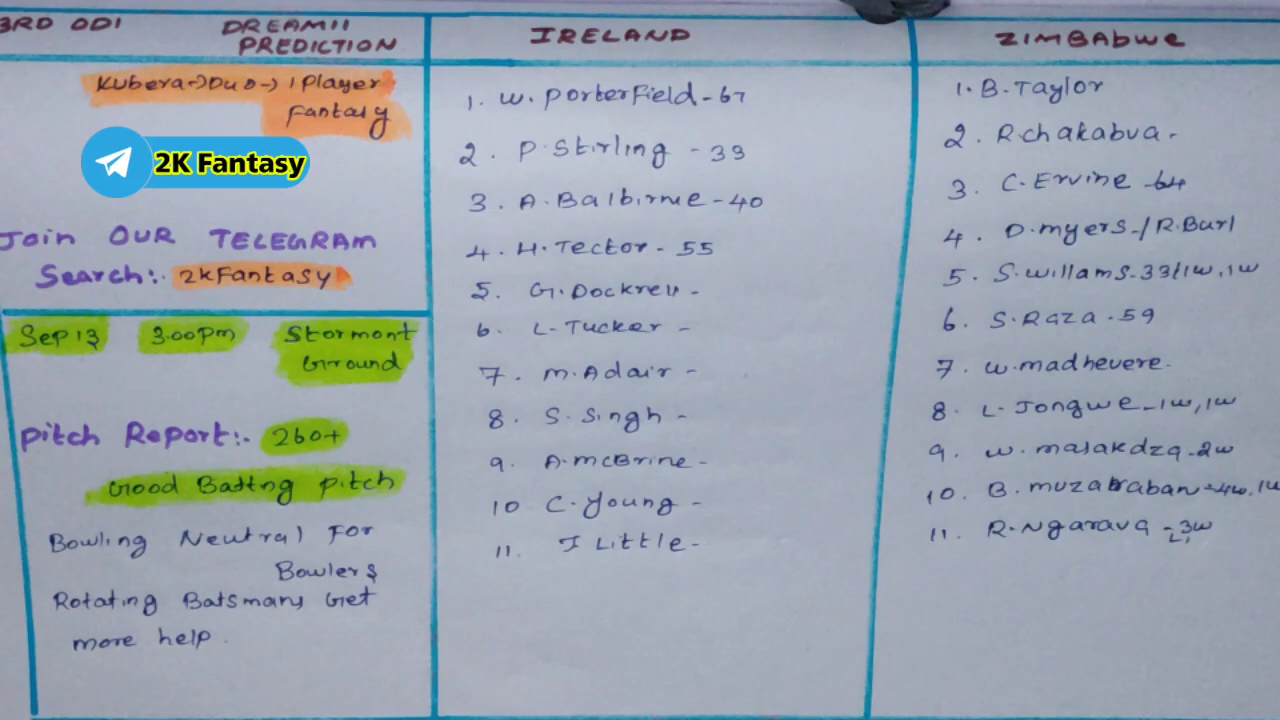 3RD ODI DREAM11
PREDICTION
Kubera->Duo->1Player
Fantasy
2K Fantasy
Join OUR TELEGRAM
Search:. 2kFantasy
Sep 13 3.00pm Stormont
Ground
Pitch Report:. 260+
Good Battng pitch
Bowling Neutral For
Bowlers
Rotating Batsmans Get
more help.
IRELAND
1. W. Porterfield - 67
2. P. Stirling - 33
3. A. Balbirnie - 40
4. H. Tector - 55
5. G. Dockrell -
6. L. Tucker -
7. M. Adair -
8. S. Singh -
9. A. McBrine -
10 C. Young -
11. J Little -
ZIMBABWE
1. B. Taylor
2. R chakabva -
3. C. Ervine - 64
4. D. myers - / R. Burl
5. S. willams - 33/1w, 1w
6. S. Raza - 59
7. W. madhevere.
8. L. Jongwe - 1w, 1w
9. W. masakdza - 2w
10. B. muzabraban - 4w, 1w
11. R. Ngarava - 3w